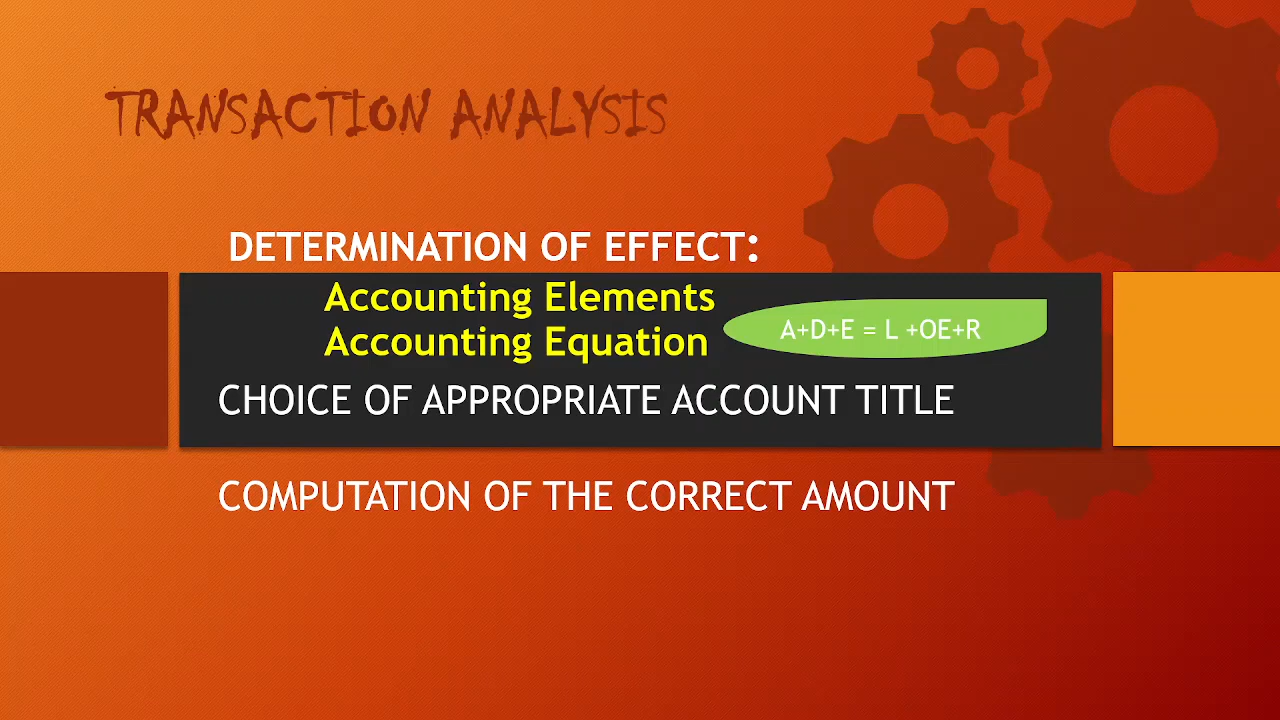 TRANSACTION ANALYSIS
DETERMINATION OF EFFECT:
Accounting Elements
Accounting Equation
A+D+E = L +OE+R
CHOICE OF APPROPRIATE ACCOUNT TITLE
COMPUTATION OF THE CORRECT AMOUNT